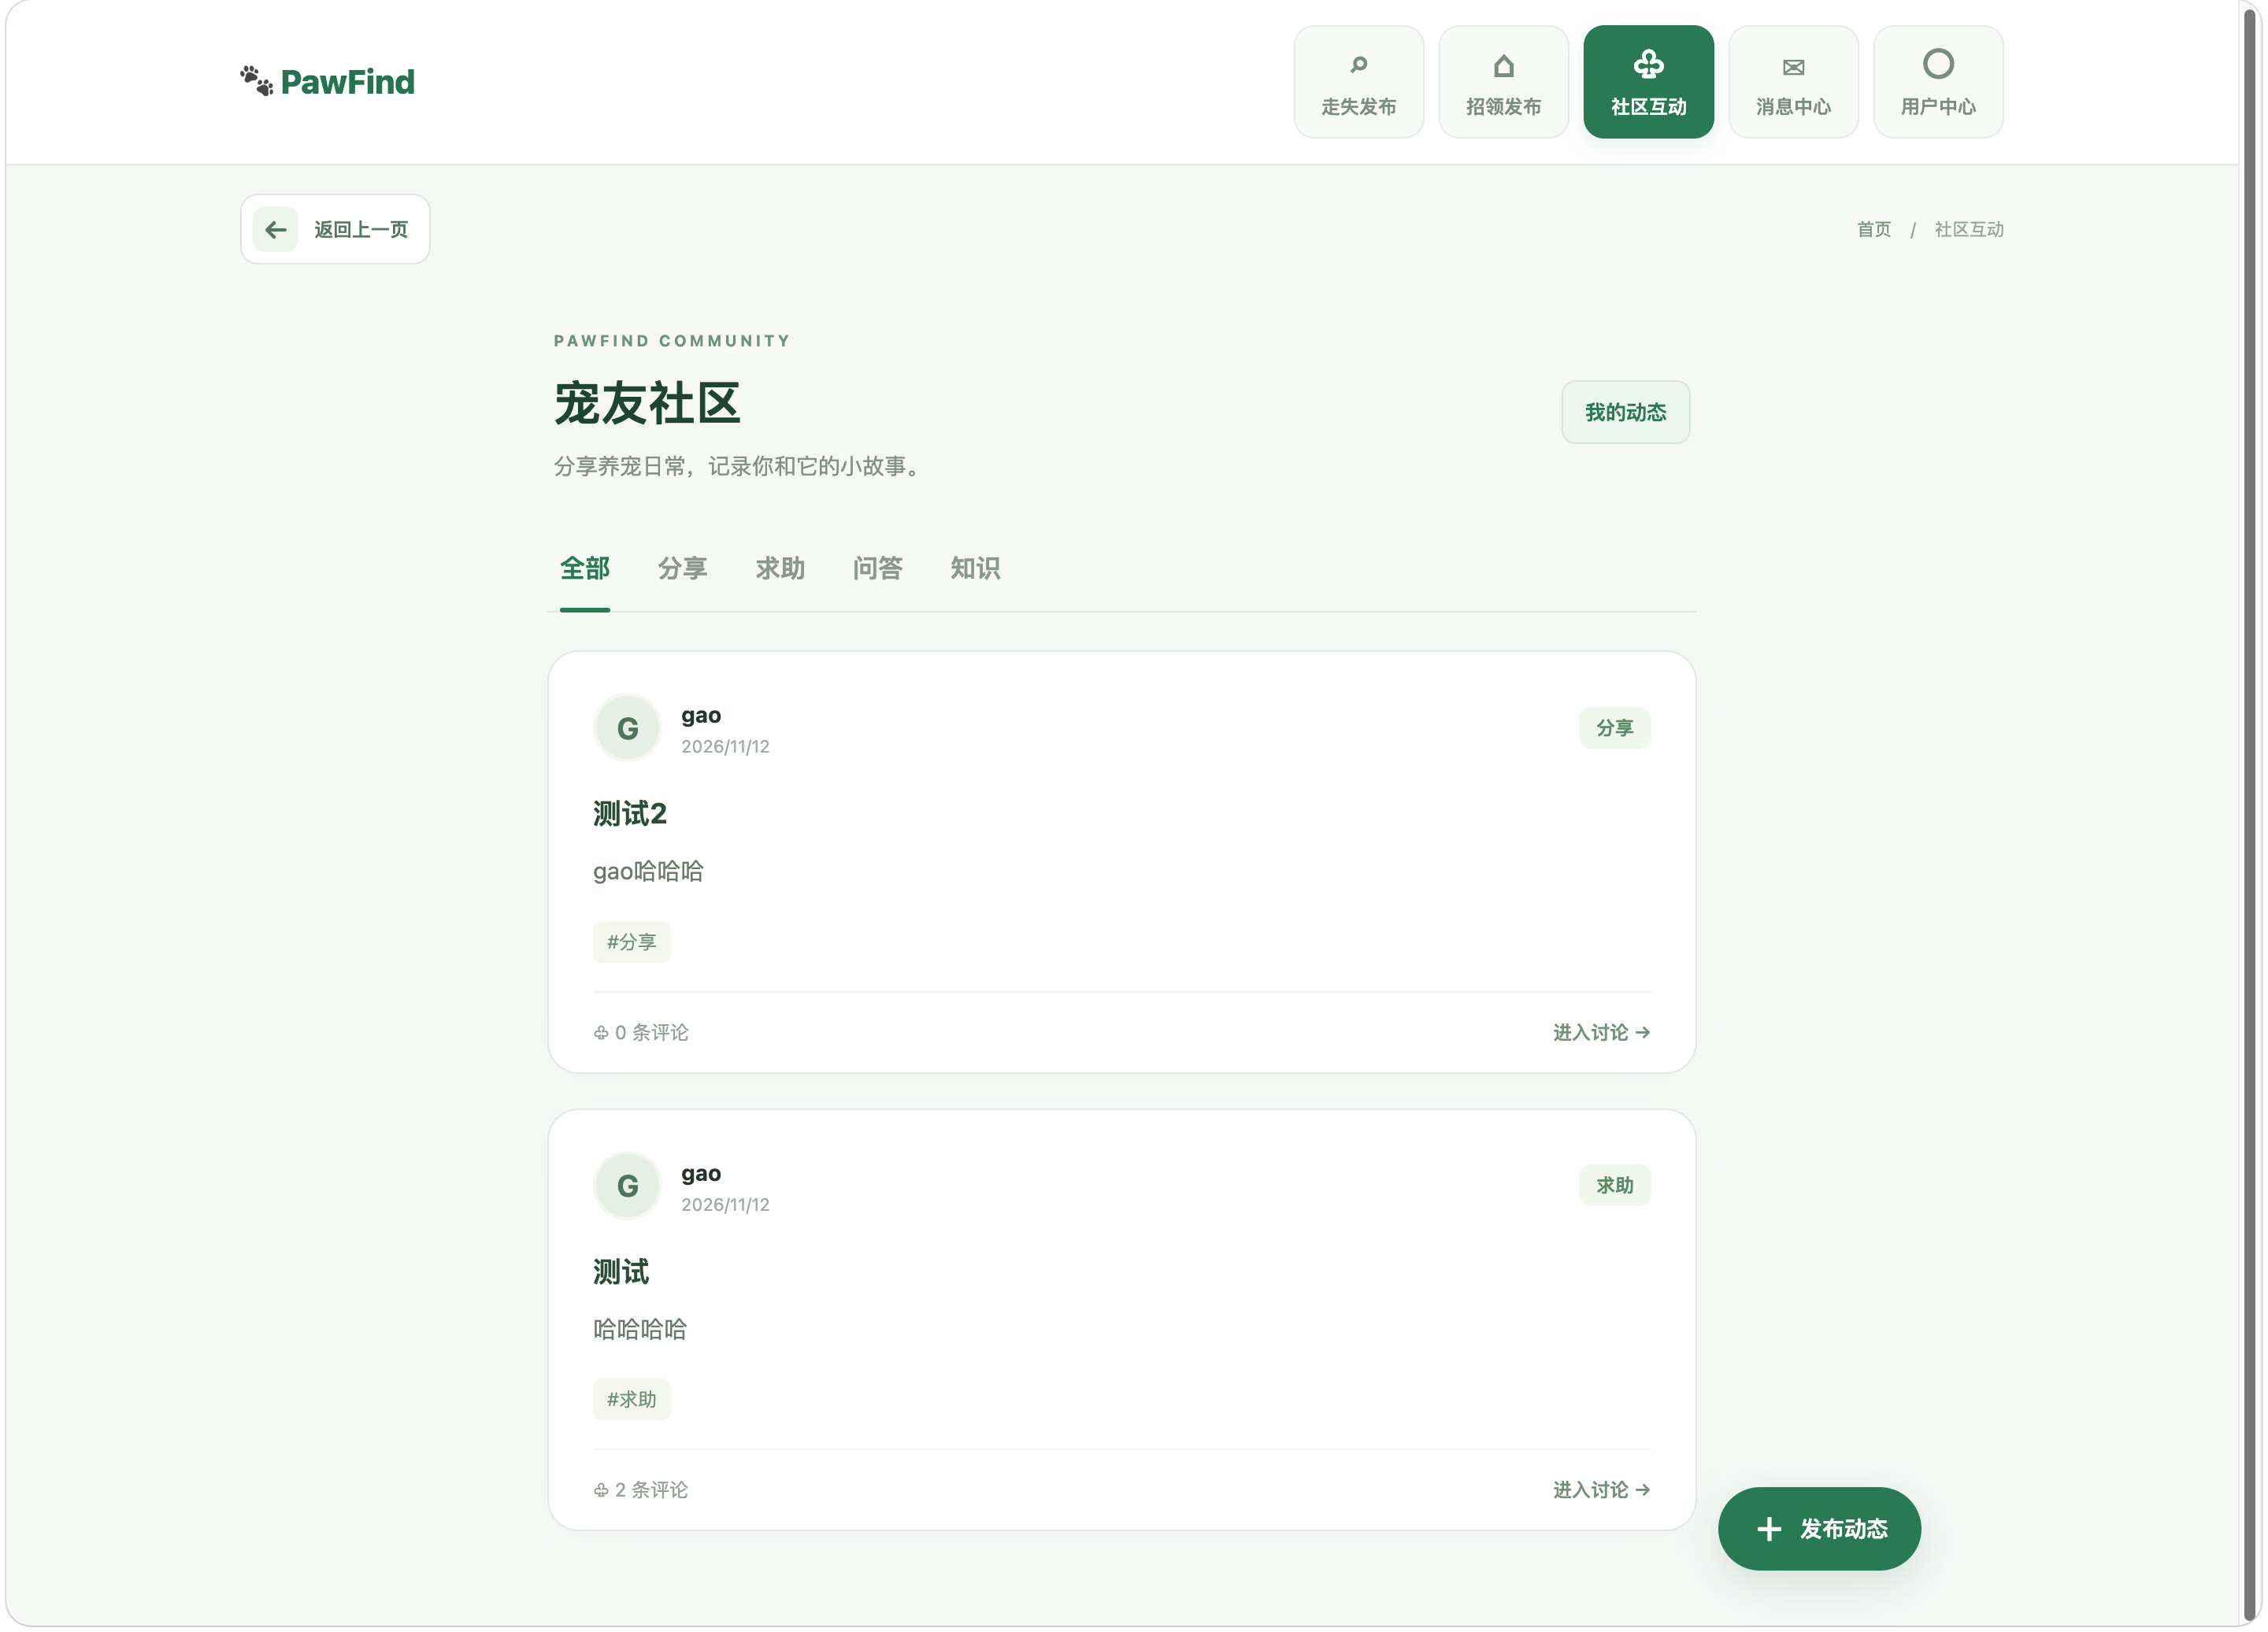 PawFind
走失发布
招领发布
社区互动
消息中心
用户中心
返回上一页
首页 / 社区互动
PAWFIND COMMUNITY
宠友社区
我的动态
分享养宠日常，记录你和它的小故事。
全部 分享 求助 问答 知识
G
gao
2026/11/12
分享
测试2
gao哈哈哈
#分享
0 条评论
进入讨论 →
G
gao
2026/11/12
求助
测试
哈哈哈哈
#求助
2 条评论
进入讨论 →
+ 发布动态